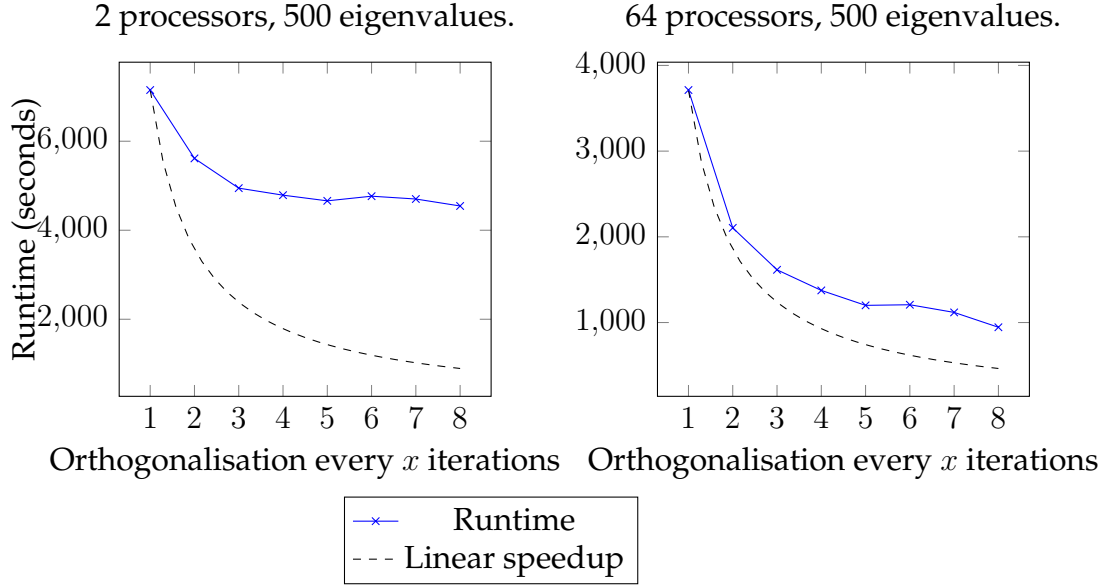 2 processors, 500 eigenvalues.
Runtime (seconds)
6,000
4,000
2,000
1 2 3 4 5 6 7 8
Orthogonalisation every x iterations
64 processors, 500 eigenvalues.
4,000
3,000
2,000
1,000
1 2 3 4 5 6 7 8
Orthogonalisation every x iterations
Runtime
Linear speedup